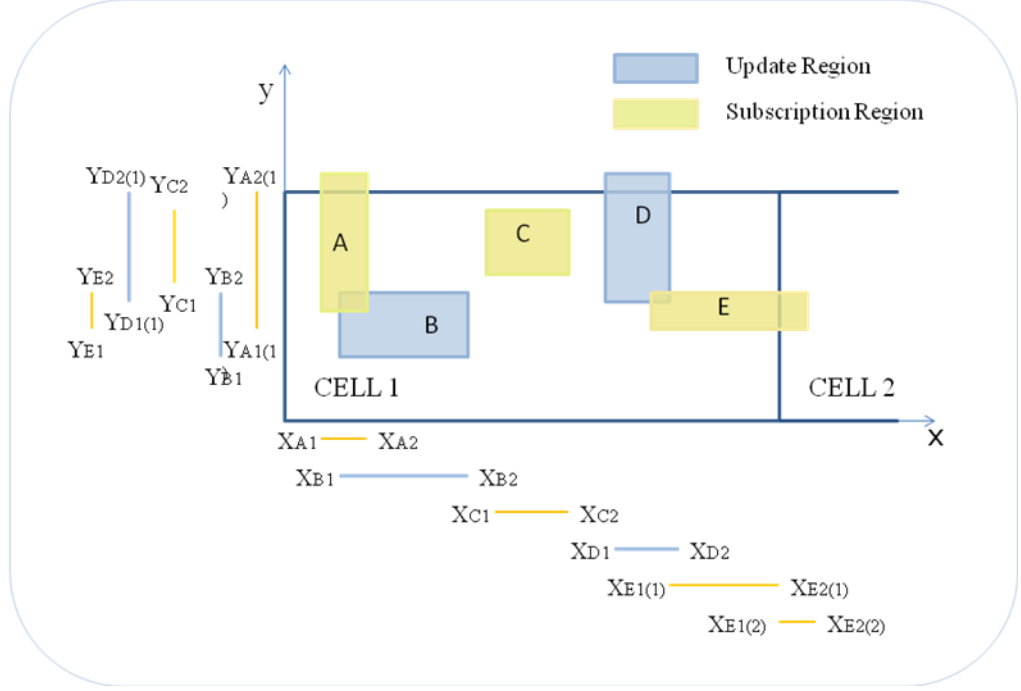 Update Region
Subscription Region
y
YD2(1)
YC2
YA2(1
)
A
C
D
YE2
YB2
YC1
YD1(1)
B
E
YE1
YA1(1
)
YB1
CELL 1
CELL 2
x
XA1
XA2
XB1
XB2
XC1
XC2
XD1
XD2
XE1(1)
XE2(1)
XE1(2)
XE2(2)